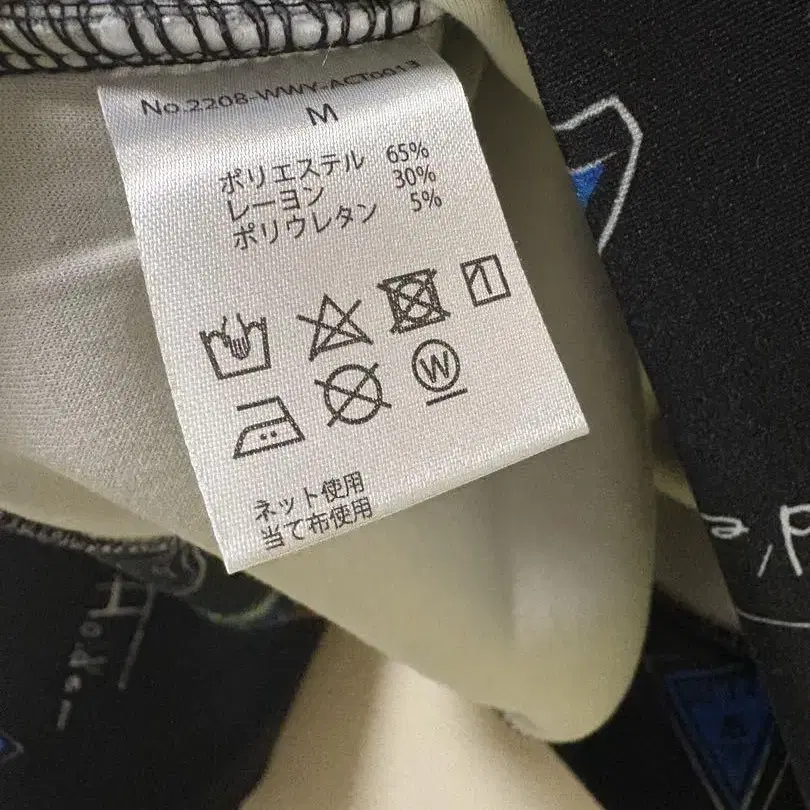 No.2208-WWY-ACT0013
M
ポリエステル 65%
レーヨン 30%
ポリウレタン 5%
W
ネット使用
当て布使用